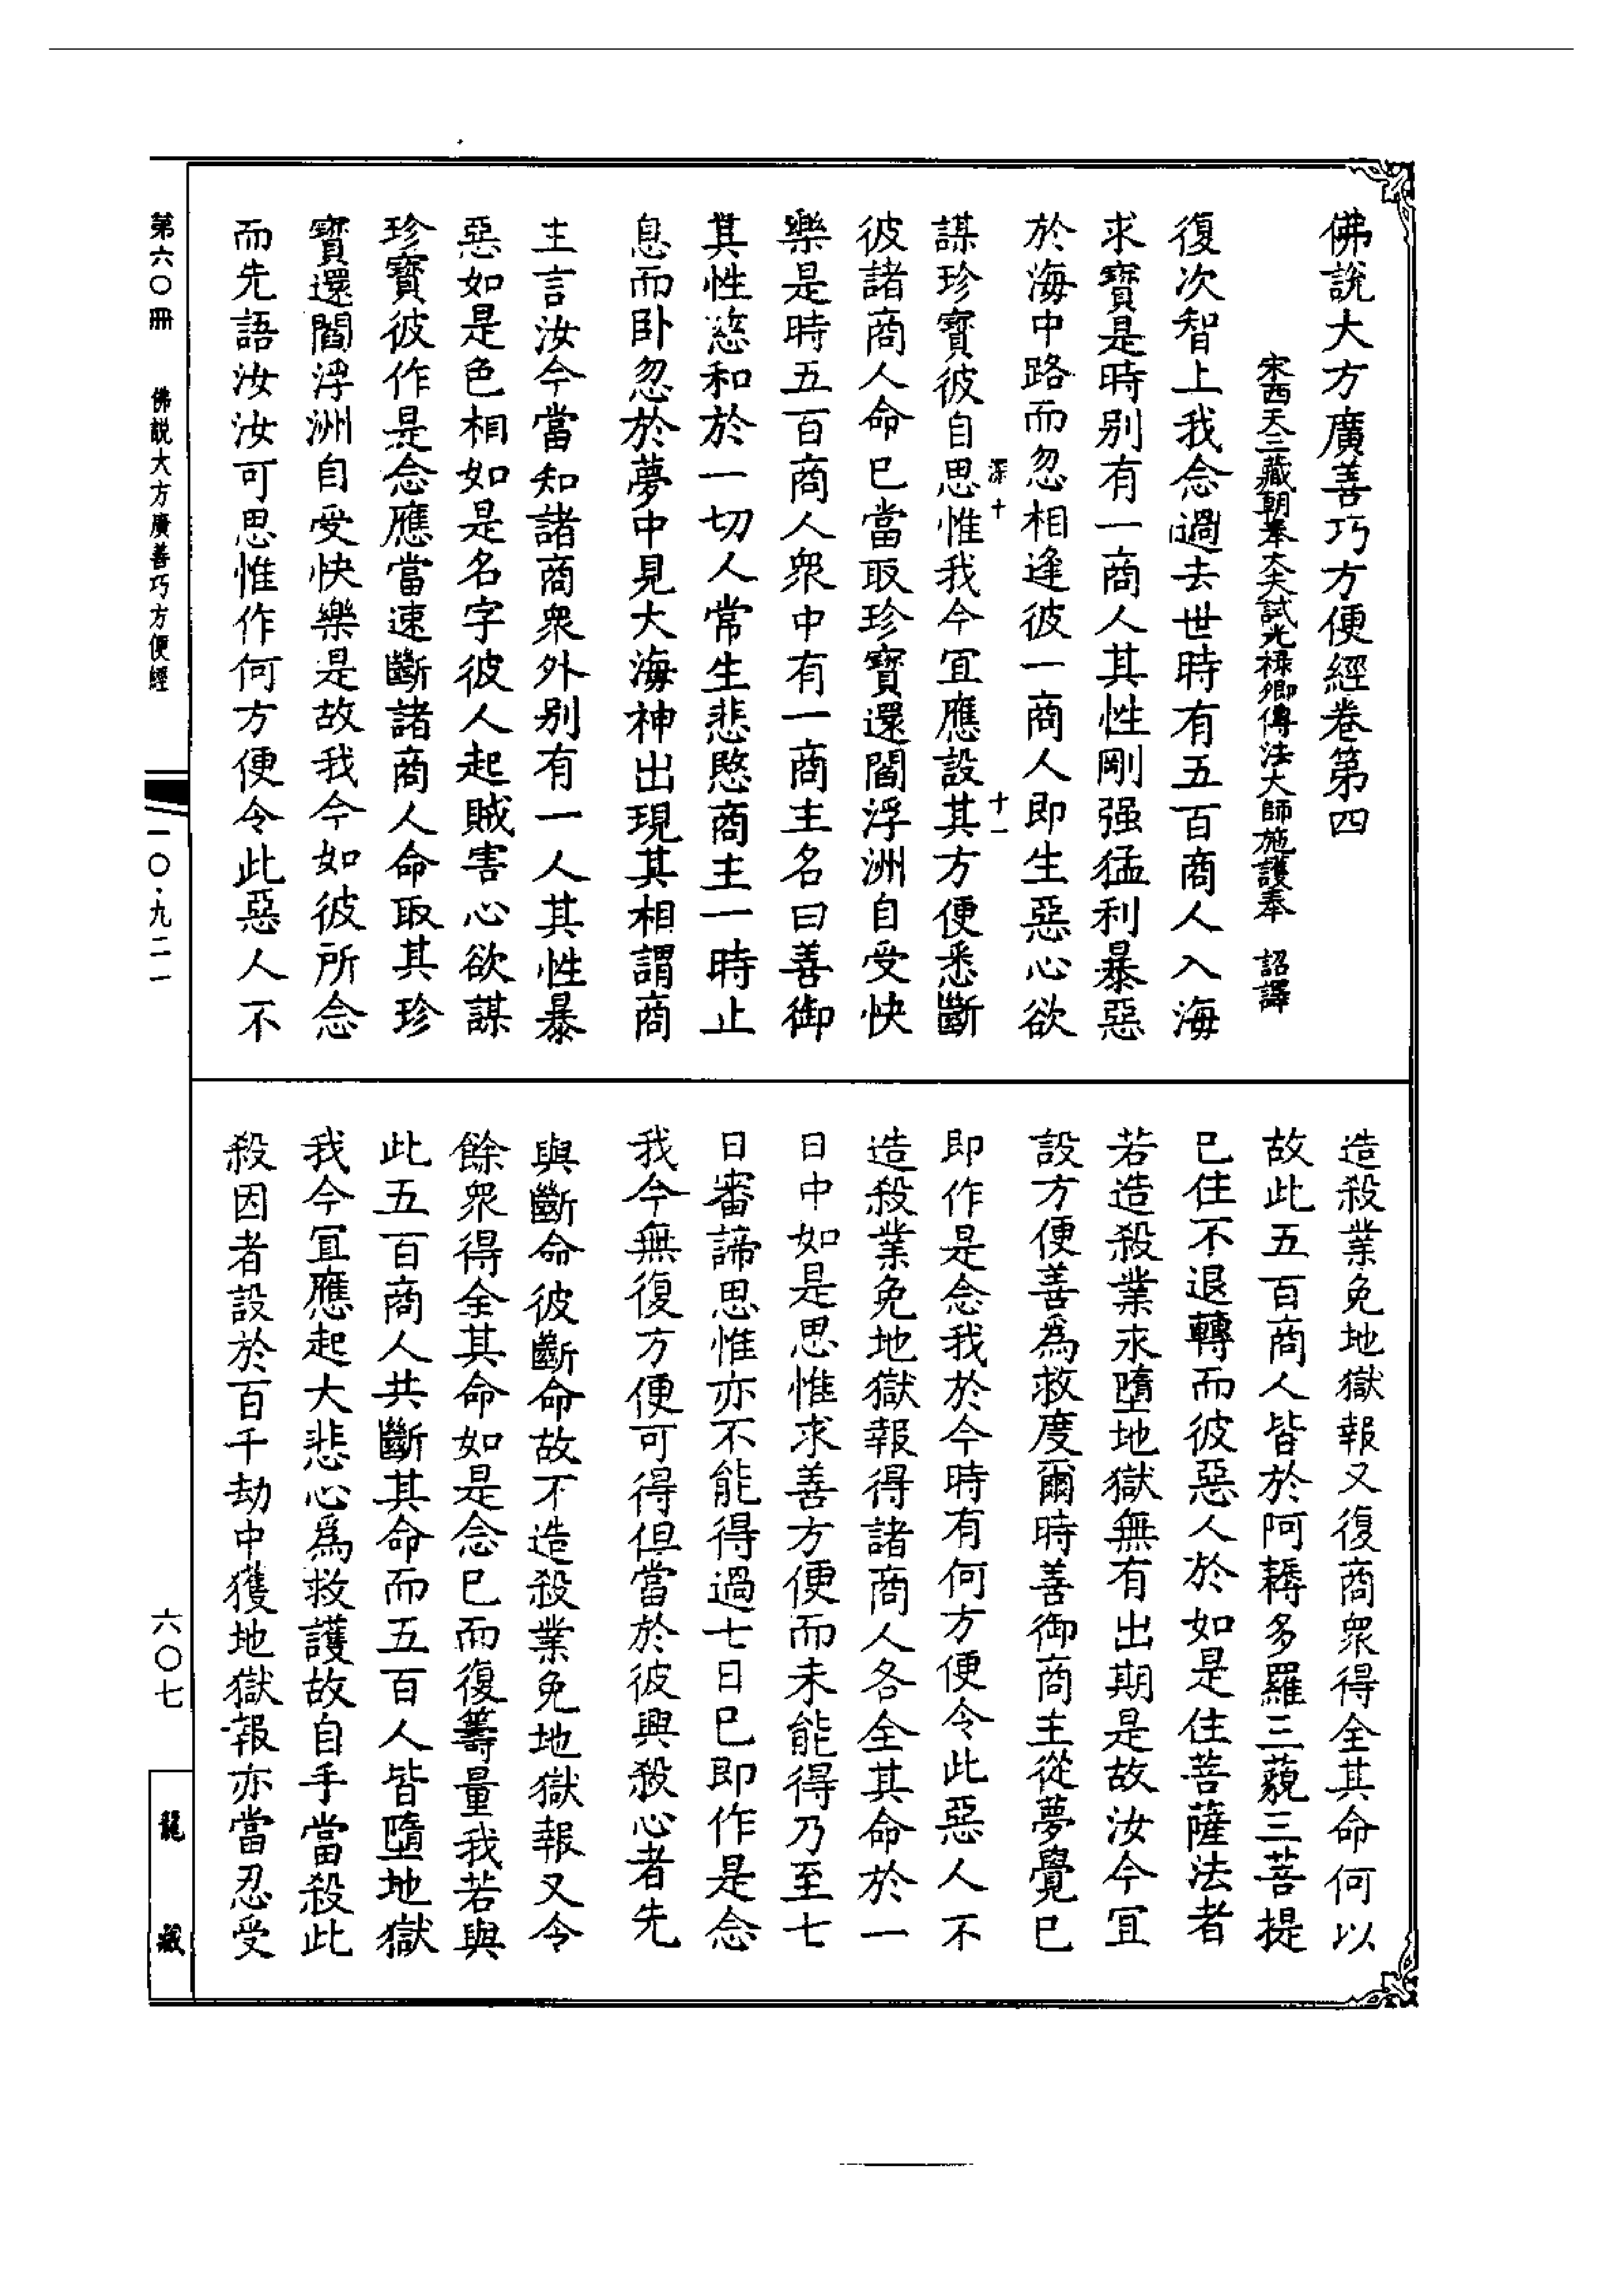 佛說大方廣善巧方便經卷第四
宋西天三藏朝奉大夫試光祿卿傳法大師施護奉 詔譯
復次智上我念過去世時有五百商人入海
求寶是時別有一商人其性剛强猛利暴惡
於海中路而忽相逢彼一商人即生惡心欲
深十 十一
謀珍寶彼自思惟我今宜應設其方便悉斷
彼諸商人命已當取珍寶還閻浮洲自受快
樂是時五百商人衆中有一商主名曰善御
其性慈和於一切人常生悲愍商主一時止
息而卧忽於夢中見大海神出現其相謂商
主言汝今當知諸商衆外別有一人其性暴
惡如是色相如是名字彼人起賊害心欲謀
珍寶彼作是念應當速斷諸商人命取其珍
寶還閻浮洲自受快樂是故我今如彼所念
而先語汝汝可思惟作何方便令此惡人不
造殺業免地獄報又復商衆得全其命何以
故此五百商人皆於阿耨多羅三藐三菩提
已住不退轉而彼惡人於如是住菩薩法者
若造殺業永墮地獄無有出期是故汝今宜
設方便善爲救度爾時善御商主從夢覺已
即作是念我於今時有何方便令此惡人不
造殺業免地獄報得諸商人各全其命於一
日中如是思惟求善方便而未能得乃至七
日審諦思惟亦不能得過七日已即作是念
我今無復方便可得但當於彼興殺心者先
與斷命彼斷命故不造殺業免地獄報又令
餘衆得全其命如是念已而復籌量我若與
此五百商人共斷其命而五百人皆墮地獄
我今宜應起大悲心爲救護故自手當殺此
殺因者設於百千劫中獲地獄報亦當忍受
第六〇冊 佛説大方廣善巧方便經
一〇·九二一
六〇七
龍藏